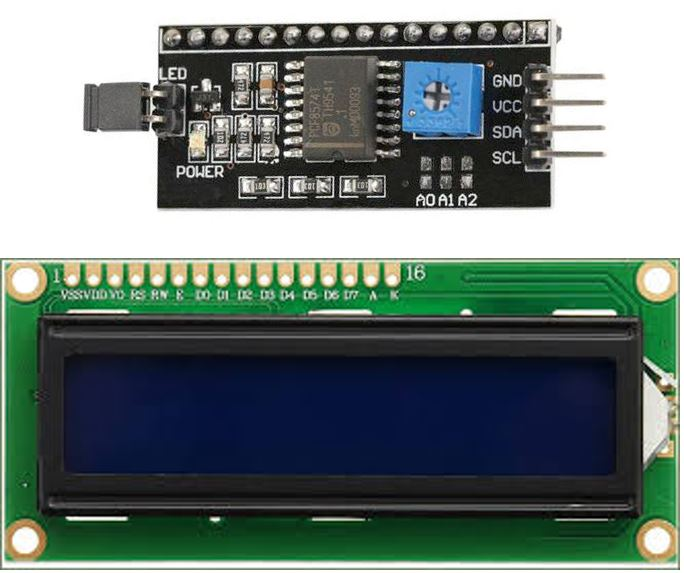 LED
GND
VCC
SDA
SCL
PCF8574T
POWER
A0 A1 A2
1 16
VSS VDD VO RS RW E D0 D1 D2 D3 D4 D5 D6 D7 A K